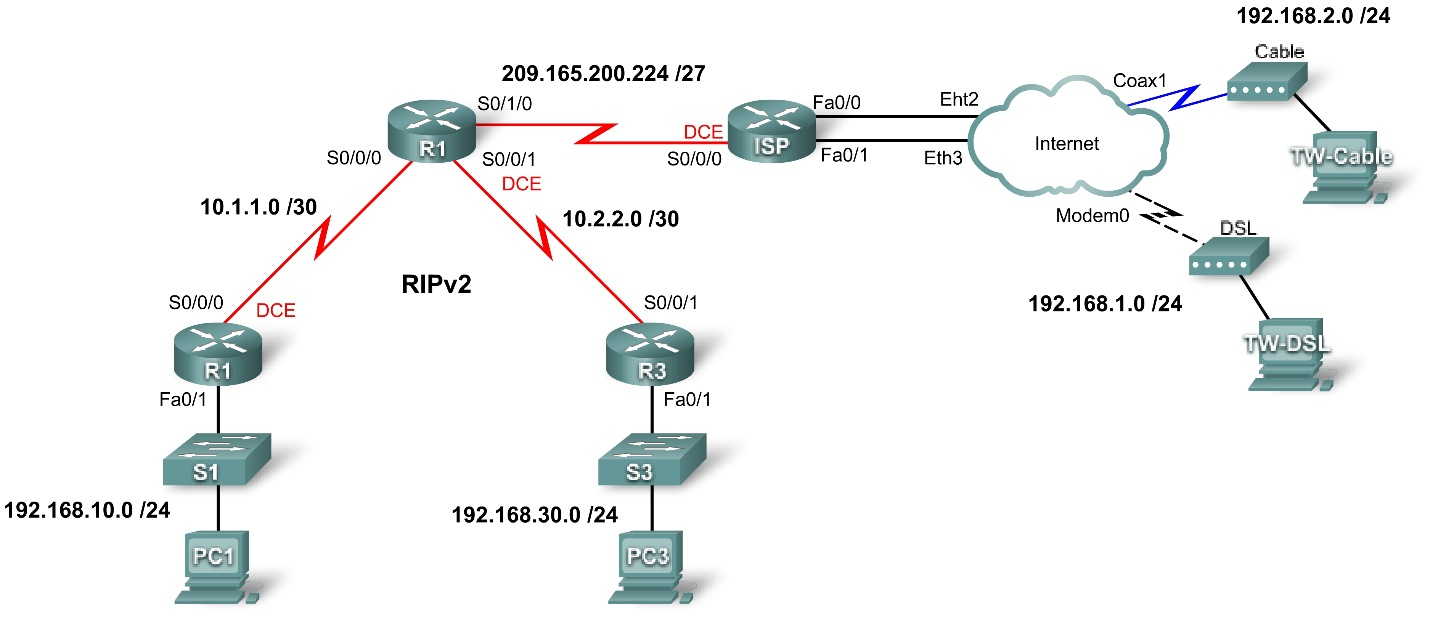 192.168.2.0 /24
Cable
209.165.200.224 /27
Coax1
S0/1/0
Fa0/0
Eht2
DCE
R1
ISP
Internet
TW-Cable
S0/0/0
S0/0/1
S0/0/0
Fa0/1
Eth3
DCE
10.1.1.0 /30
10.2.2.0 /30
Modem0
DSL
RIPv2
192.168.1.0 /24
S0/0/0
DCE
S0/0/1
TW-DSL
R1
R3
Fa0/1
Fa0/1
S1
S3
192.168.10.0 /24
192.168.30.0 /24
PC1
PC3